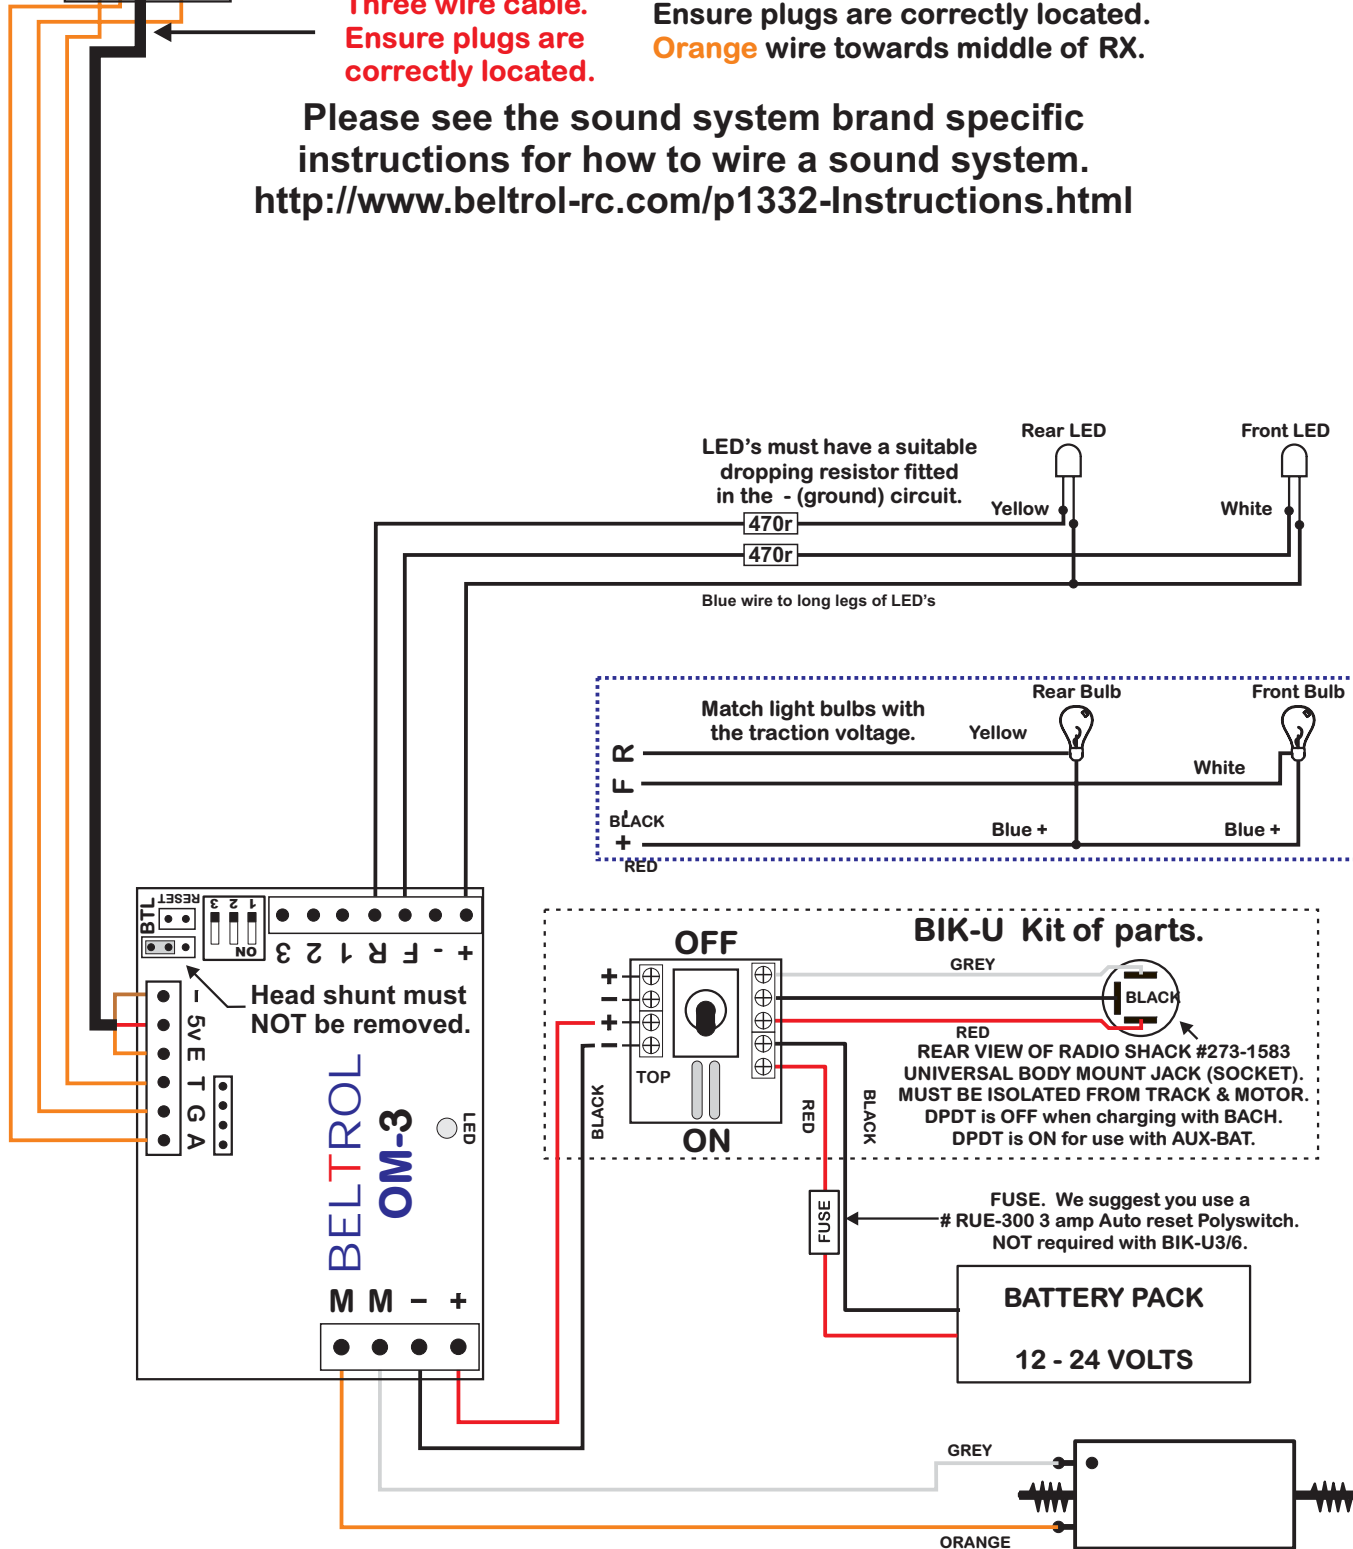 Three wire cable.
Ensure plugs are
correctly located.
Ensure plugs are correctly located.
Orange wire towards middle of RX.
Please see the sound system brand specific
instructions for how to wire a sound system.
http://www.beltrol-rc.com/p1332-Instructions.html
LED's must have a suitable
dropping resistor fitted
in the - (ground) circuit.
Rear LED
Front LED
Yellow
White
470r
470r
Blue wire to long legs of LED's
Match light bulbs with
the traction voltage.
Rear Bulb
Front Bulb
Yellow
White
R
F
-
BLACK
+
RED
Blue +
Blue +
BTL
RESET
3 2 1
ON
3 2 1 R F - +
Head shunt must
NOT be removed.
- 5v E T G A
BELTROL
OM-3
LED
M M - +
BIK-U Kit of parts.
OFF
+
-
+
-
TOP
ON
GREY
BLACK
RED
REAR VIEW OF RADIO SHACK #273-1583
UNIVERSAL BODY MOUNT JACK (SOCKET).
MUST BE ISOLATED FROM TRACK & MOTOR.
DPDT is OFF when charging with BACH.
DPDT is ON for use with AUX-BAT.
BLACK
RED
BLACK
FUSE
FUSE. We suggest you use a
# RUE-300 3 amp Auto reset Polyswitch.
NOT required with BIK-U3/6.
BATTERY PACK
12 - 24 VOLTS
GREY
ORANGE